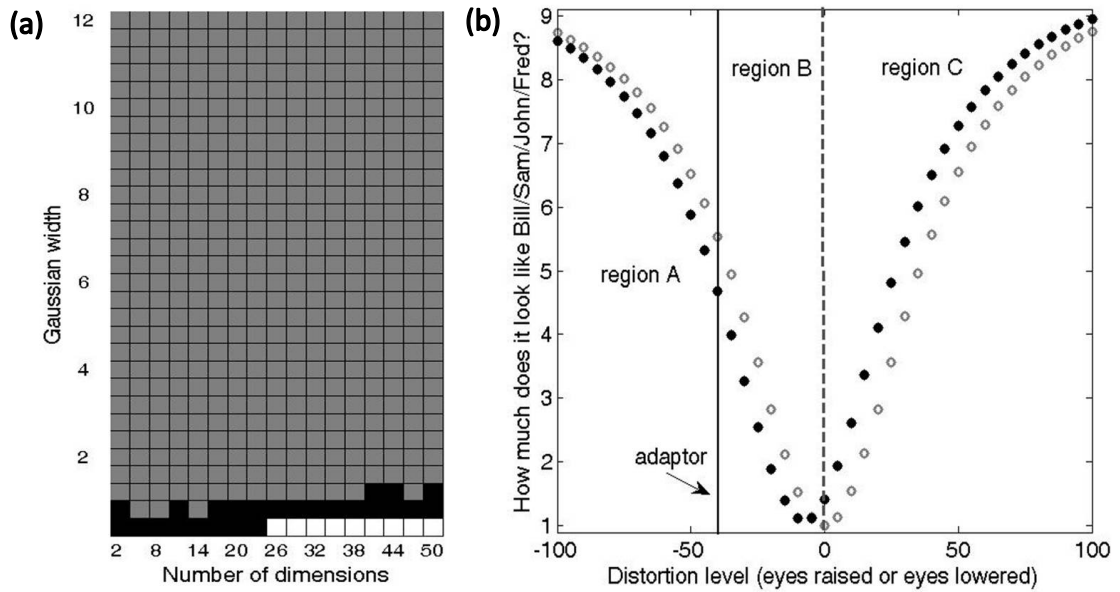 (a)
12
10
8
6
4
2
Gaussian width
2 8 14 20 26 32 38 44 50
Number of dimensions
(b)
How much does it look like Bill/Sam/John/Fred?
9
8
7
6
5
4
3
2
1
region B
region C
region A
adaptor
-100 -50 0 50 100
Distortion level (eyes raised or eyes lowered)